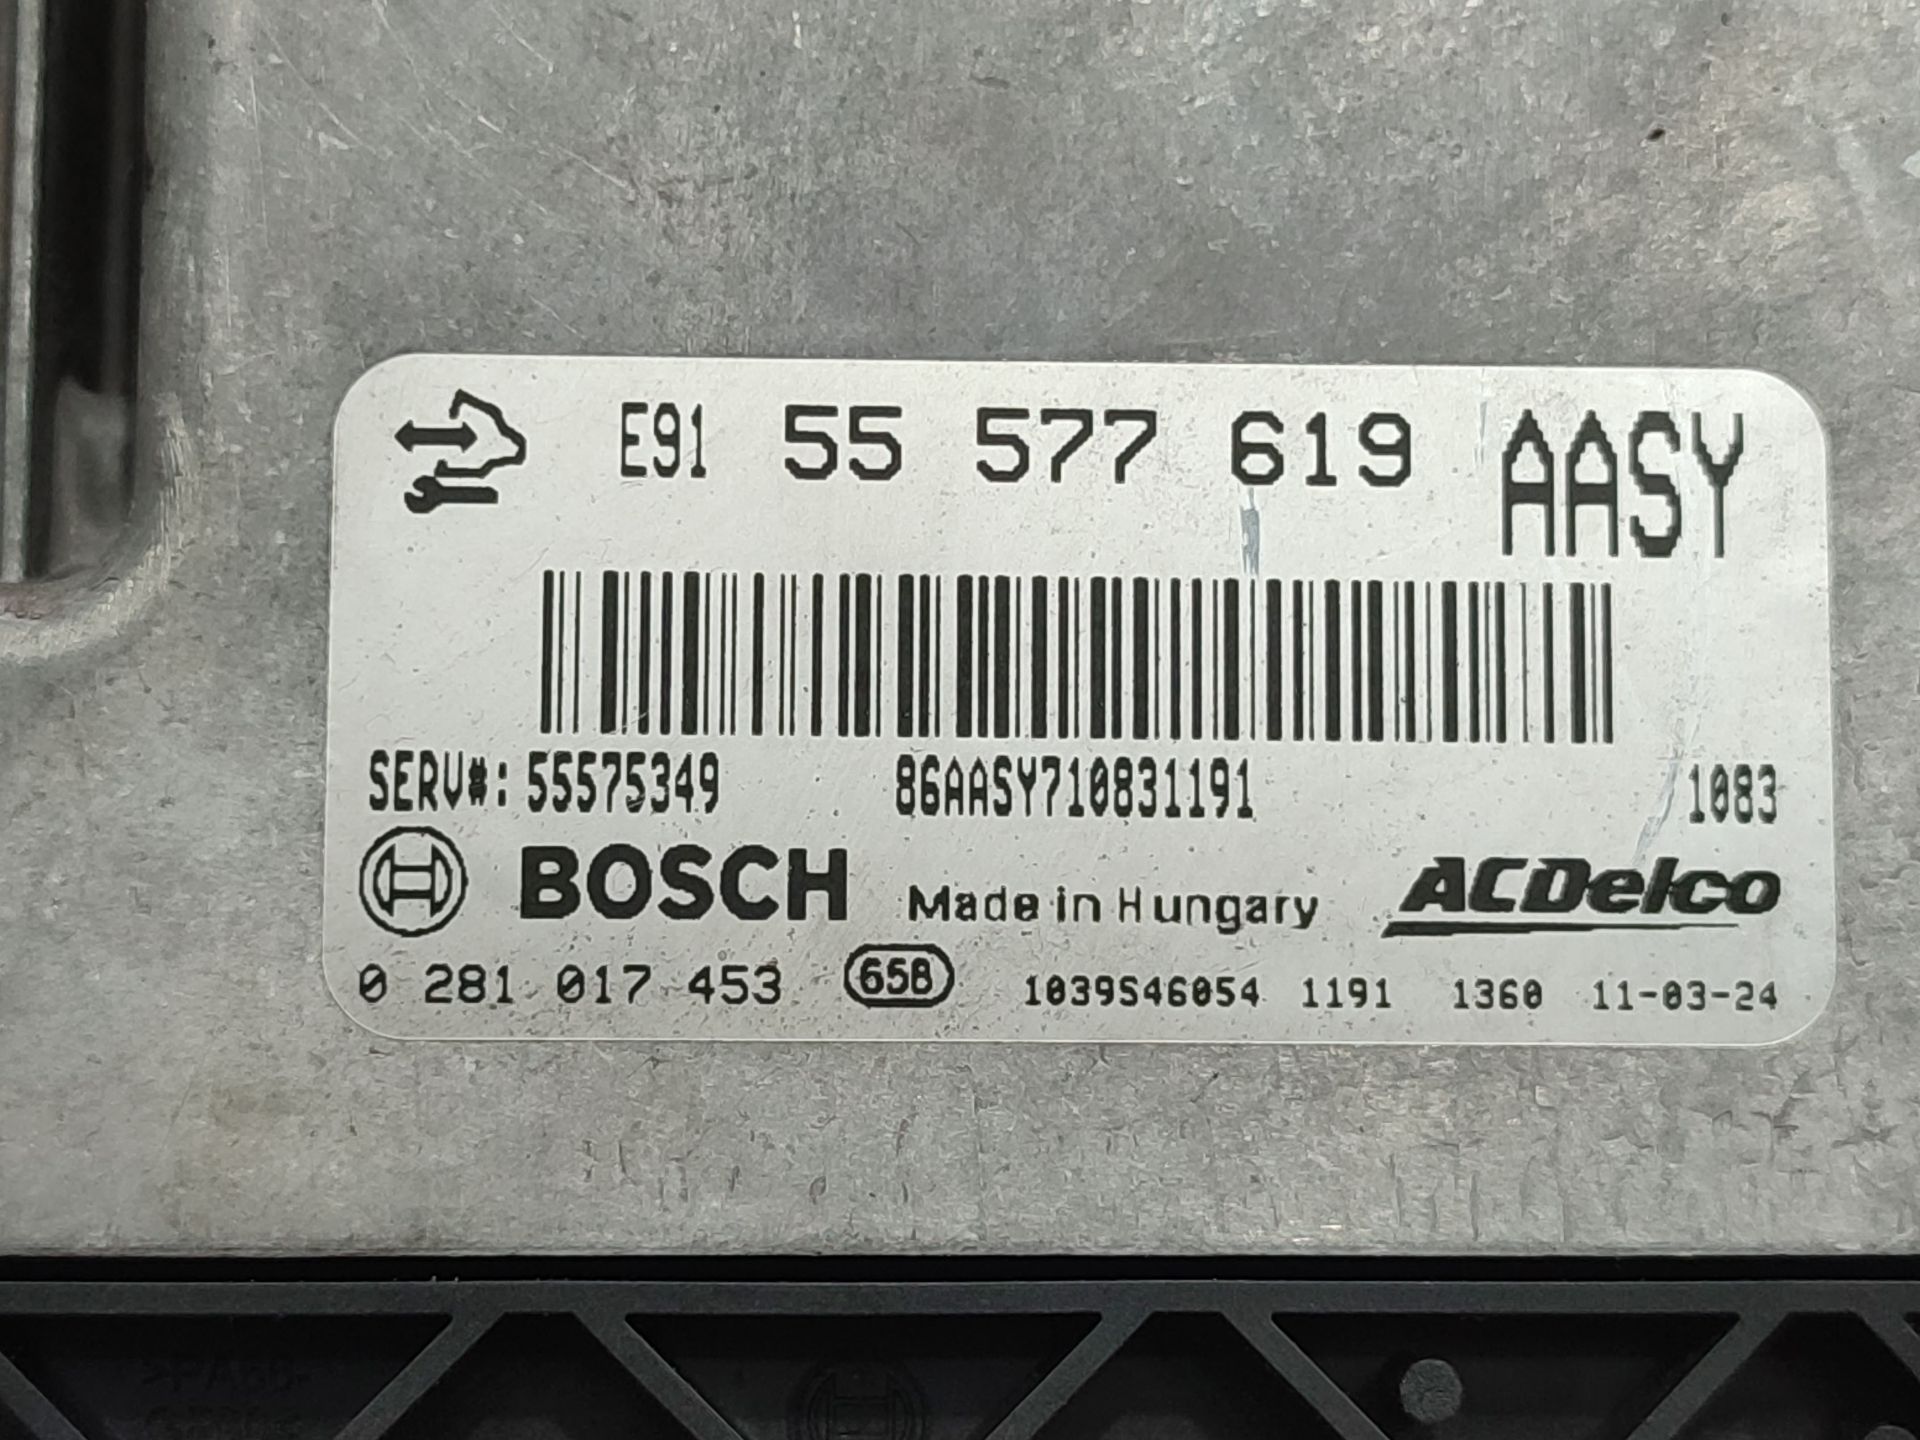 E91 55 577 619 AASY
SERV#: 55575349 86AASY710831191 1083
BOSCH Made in Hungary ACDelco
0 281 017 453 658 1039S46054 1191 1360 11-03-24
>PA66-